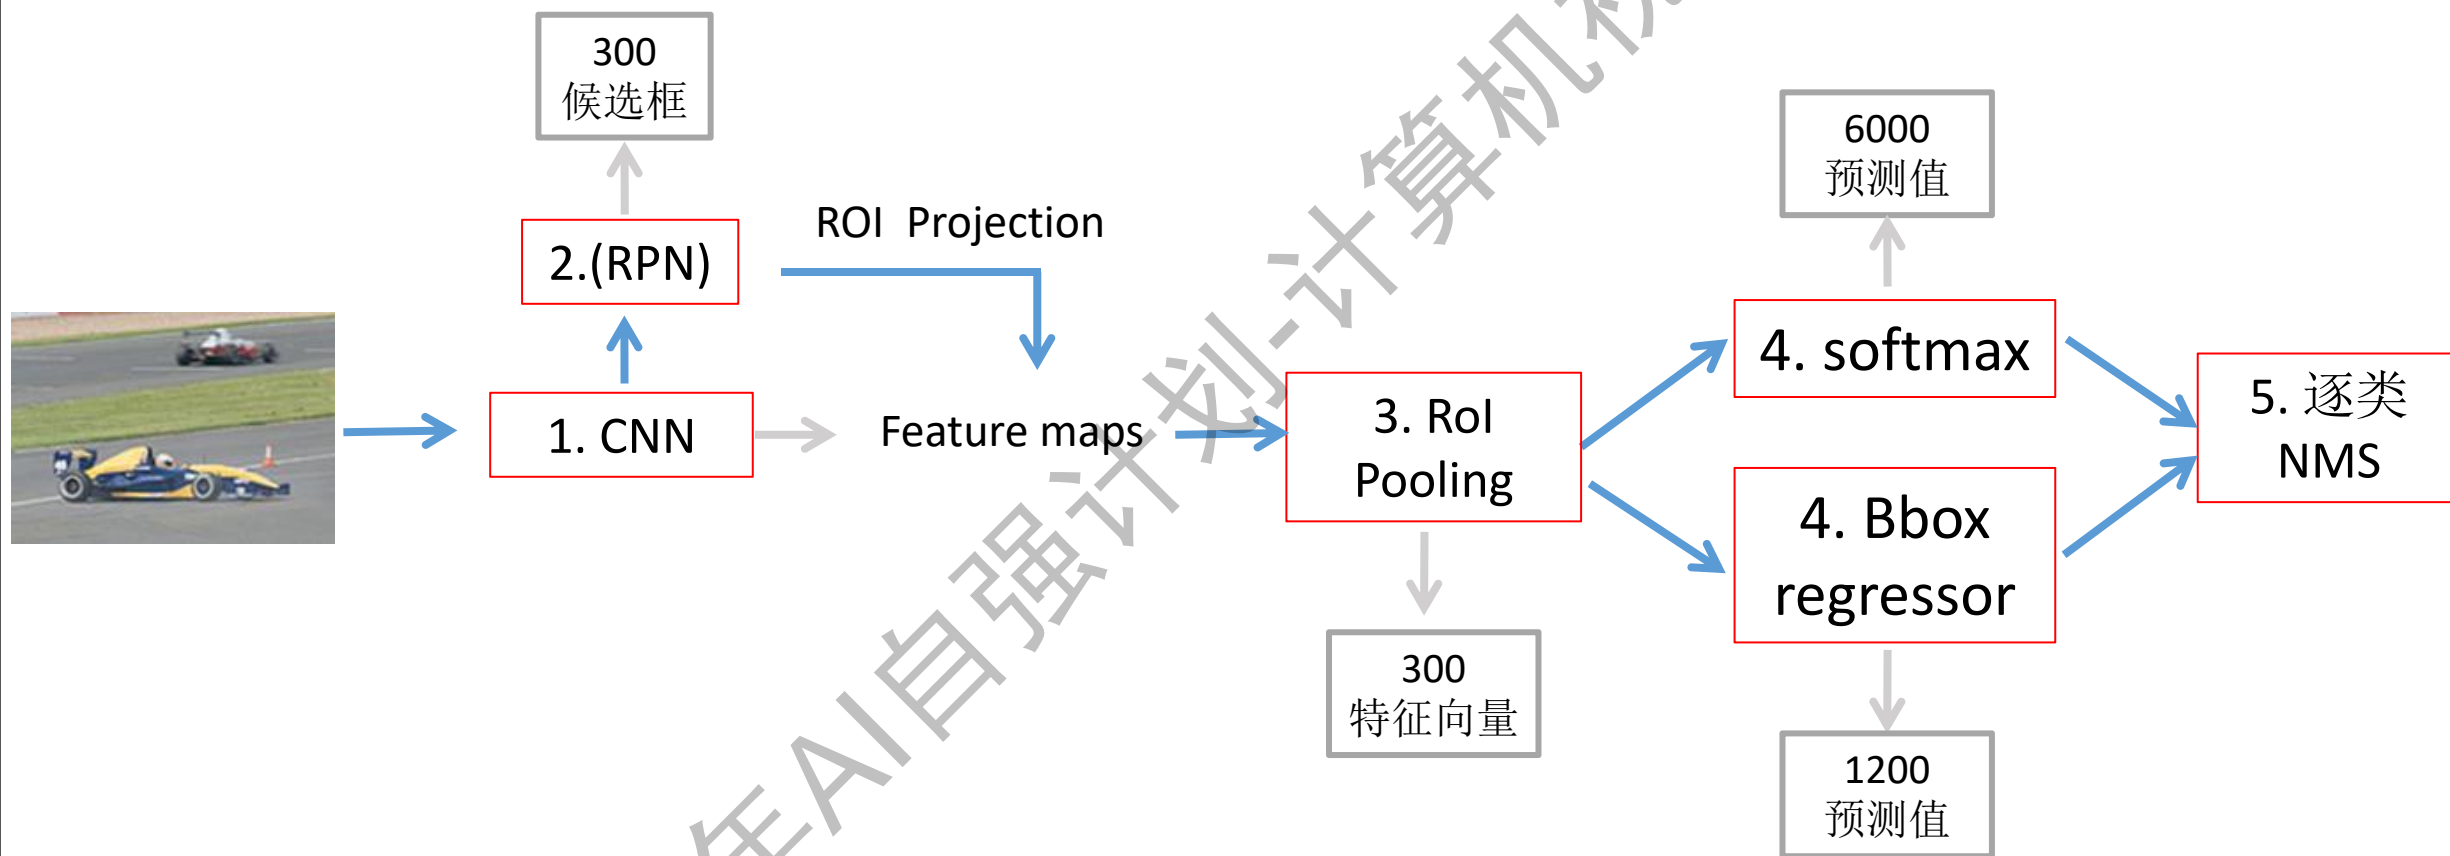 300
候选框
2.(RPN)
ROI Projection
1. CNN
Feature maps
3. RoI
Pooling
300
特征向量
6000
预测值
4. softmax
4. Bbox
regressor
1200
预测值
5. 逐类
NMS
年AI自强计划-计算机视